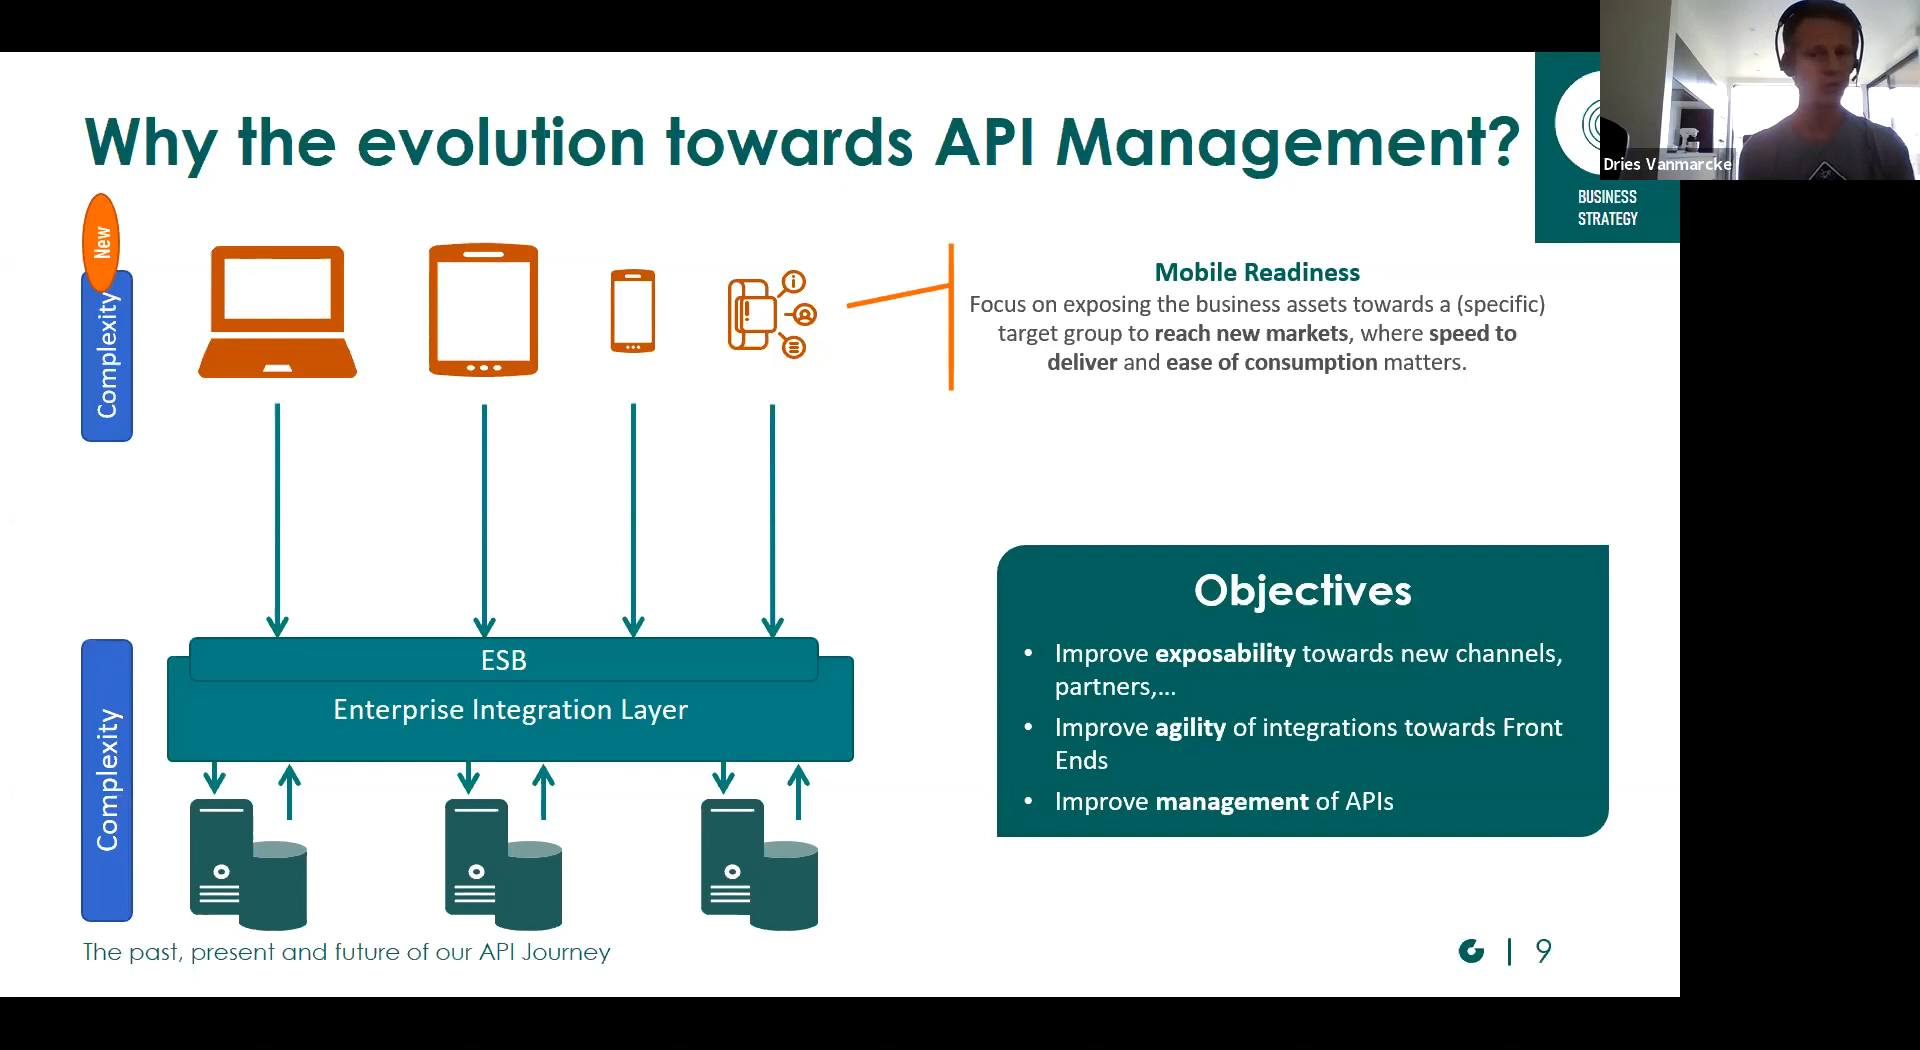 Why the evolution towards API Management?
Dries Vanmarcke
BUSINESS
STRATEGY
New
Complexity
Mobile Readiness
Focus on exposing the business assets towards a (specific)
target group to reach new markets, where speed to
deliver and ease of consumption matters.
ESB
Enterprise Integration Layer
Complexity
Objectives
• Improve exposability towards new channels,
partners,...
• Improve agility of integrations towards Front
Ends
• Improve management of APIs
The past, present and future of our API Journey
9